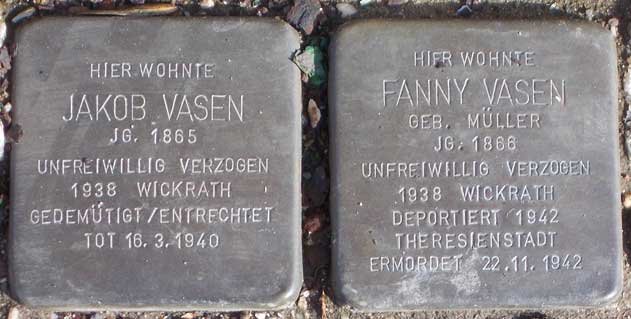 HIER WOHNTE
JAKOB VASEN
JG. 1865
UNFREIWILLIG VERZOGEN
1938 WICKRATH
GEDEMÜTIGT/ENTRECHTET
TOT 16.3.1940
HIER WOHNTE
FANNY VASEN
GEB. MÜLLER
JG. 1866
UNFREIWILLIG VERZOGEN
1938 WICKRATH
DEPORTIERT 1942
THERESIENSTADT
ERMORDET 22.11.1942